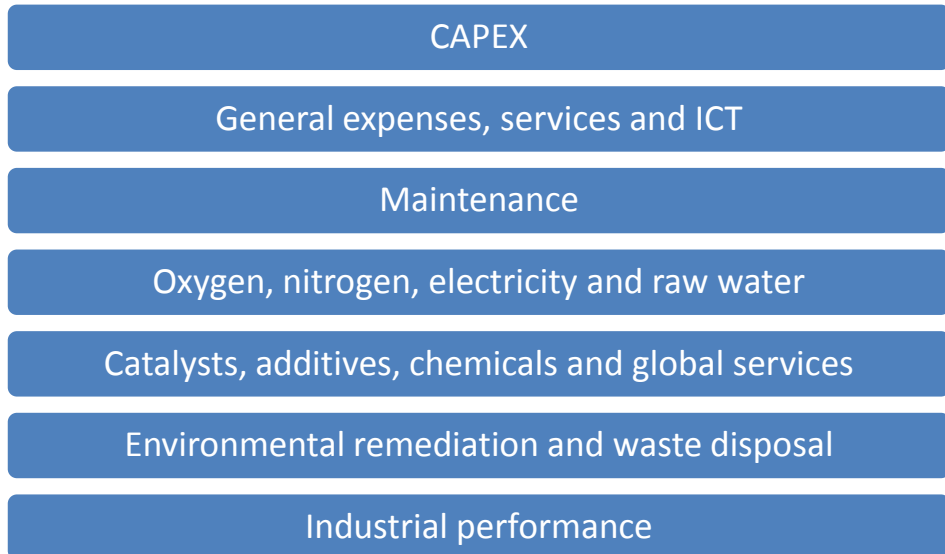 CAPEX
General expenses, services and ICT
Maintenance
Oxygen, nitrogen, electricity and raw water
Catalysts, additives, chemicals and global services
Environmental remediation and waste disposal
Industrial performance